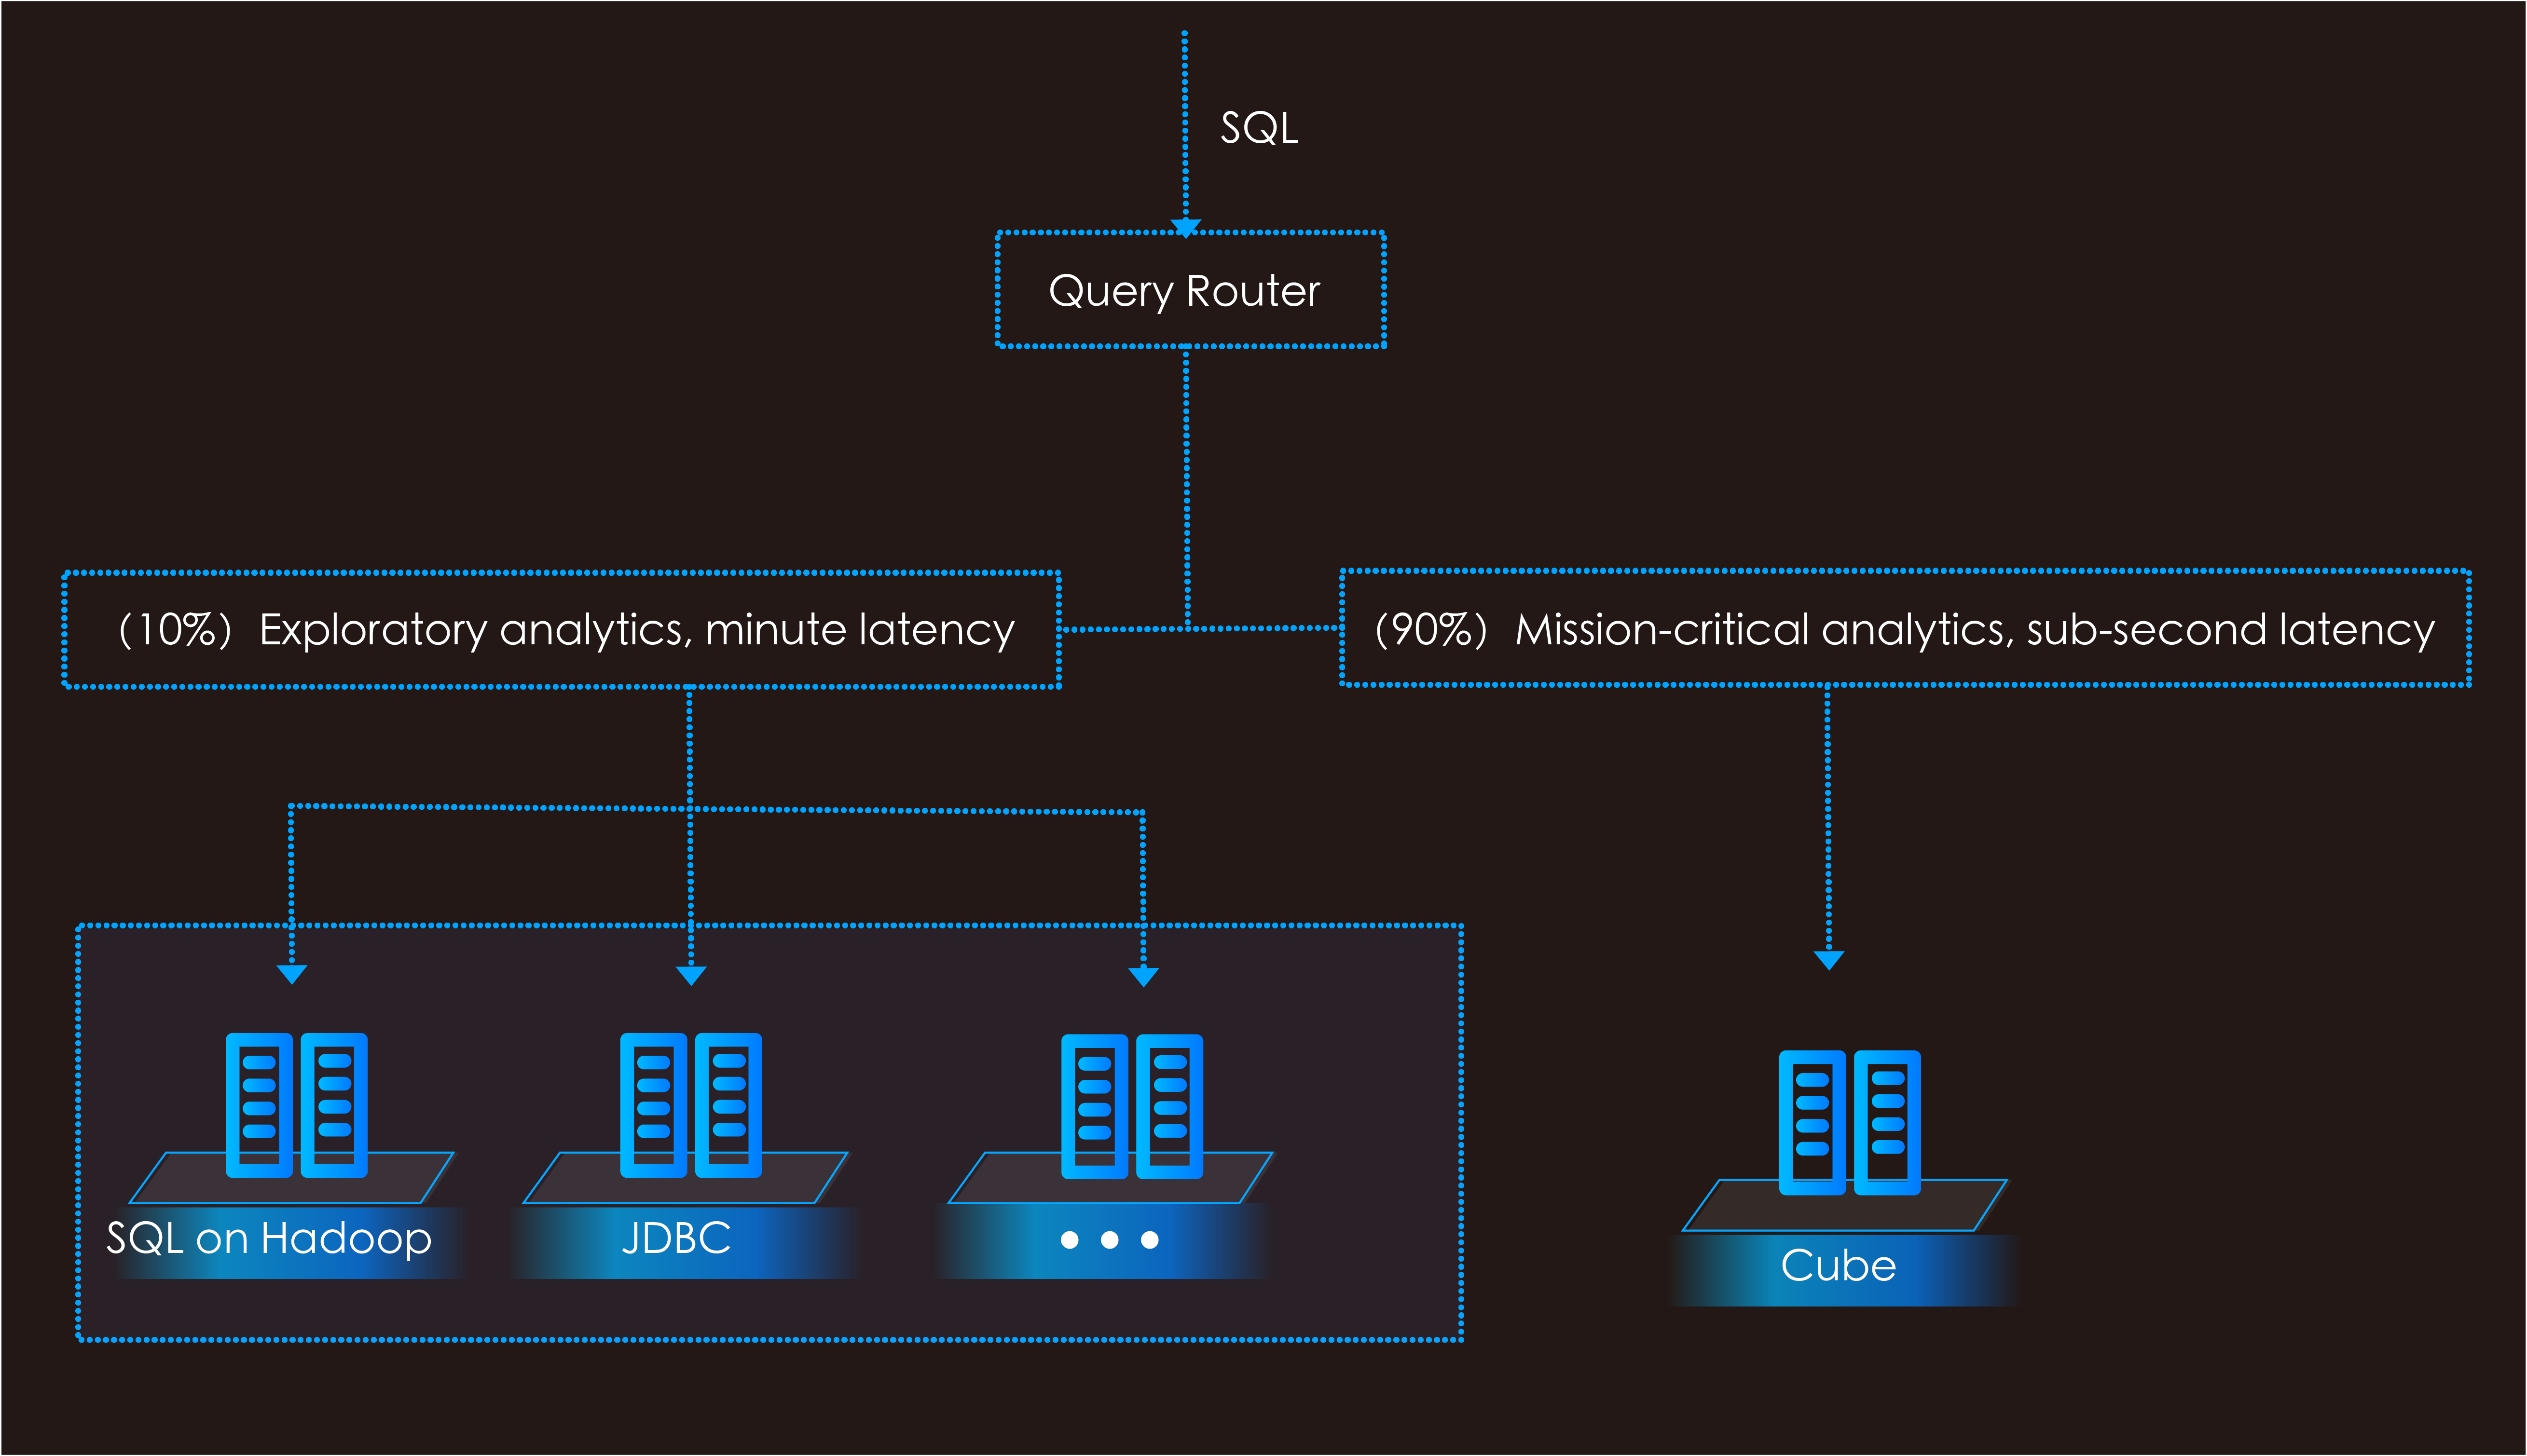 SQL
Query Router
(10%) Exploratory analytics, minute latency
(90%) Mission-critical analytics, sub-second latency
SQL on Hadoop
JDBC
•••
Cube